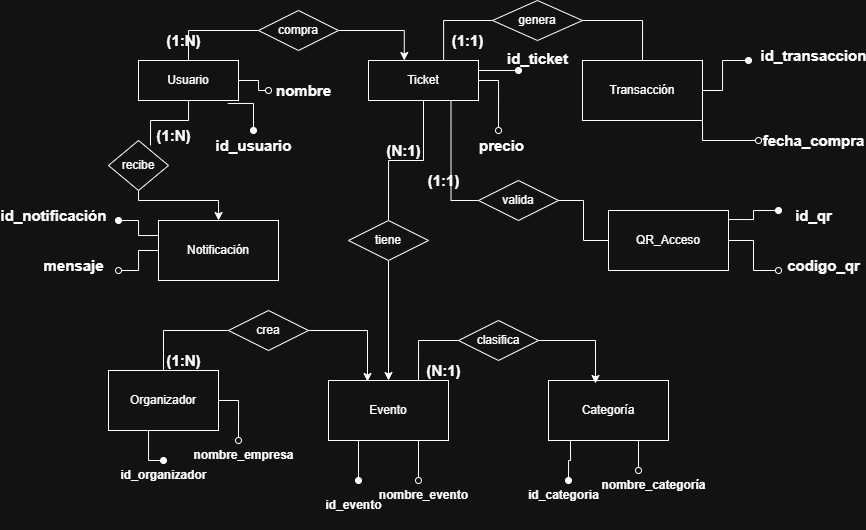 compra
genera
(1:N)
(1:1)
id_ticket
id_transaccion
Usuario
Ticket
Transacción
nombre
(1:N)
id_usuario
precio
fecha_compra
(N:1)
recibe
(1:1)
valida
id_notificación
id_qr
Notificación
tiene
QR_Acceso
mensaje
codigo_qr
crea
clasifica
(1:N)
(N:1)
Organizador
Evento
Categoría
nombre_empresa
id_organizador
id_evento
nombre_evento
id_categoria
nombre_categoría